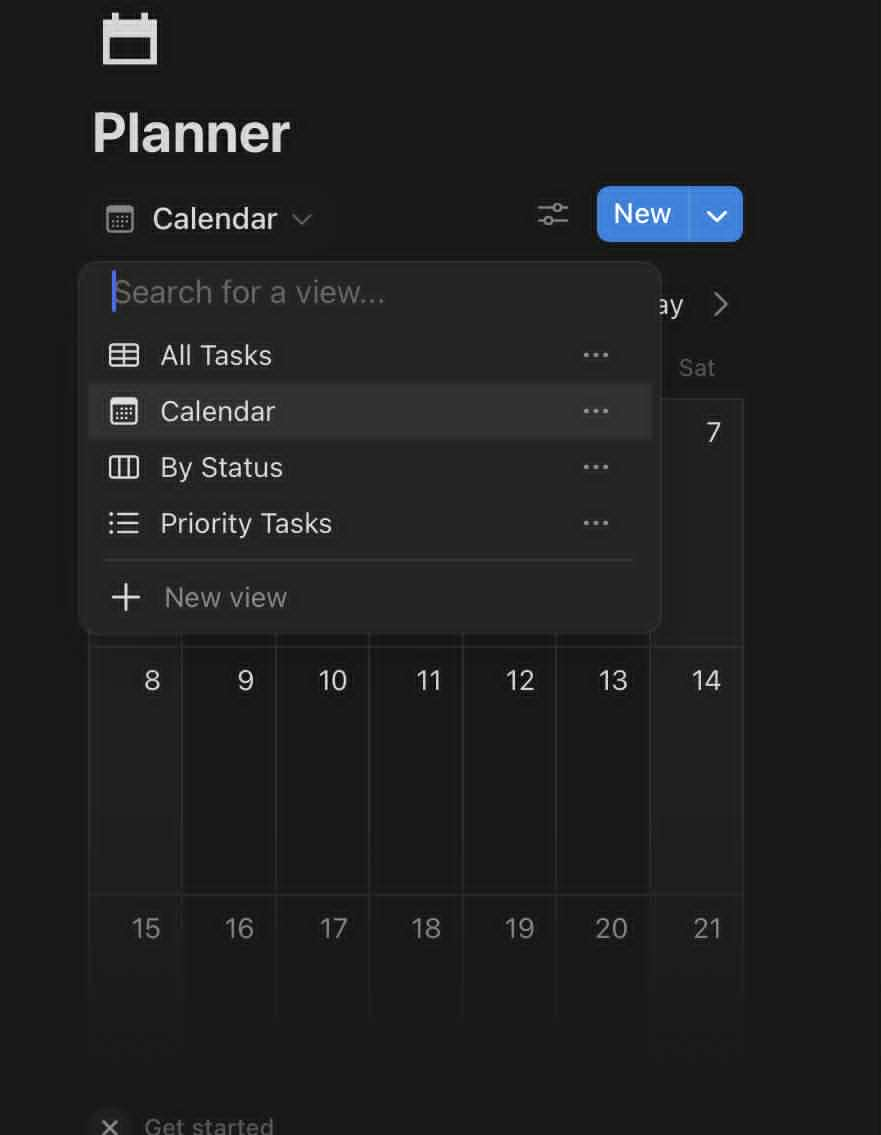 Planner
Calendar
New
Search for a view...
ay
All Tasks
Sat
Calendar
7
By Status
Priority Tasks
New view
8 9 10 11 12 13 14
15 16 17 18 19 20 21
Get started